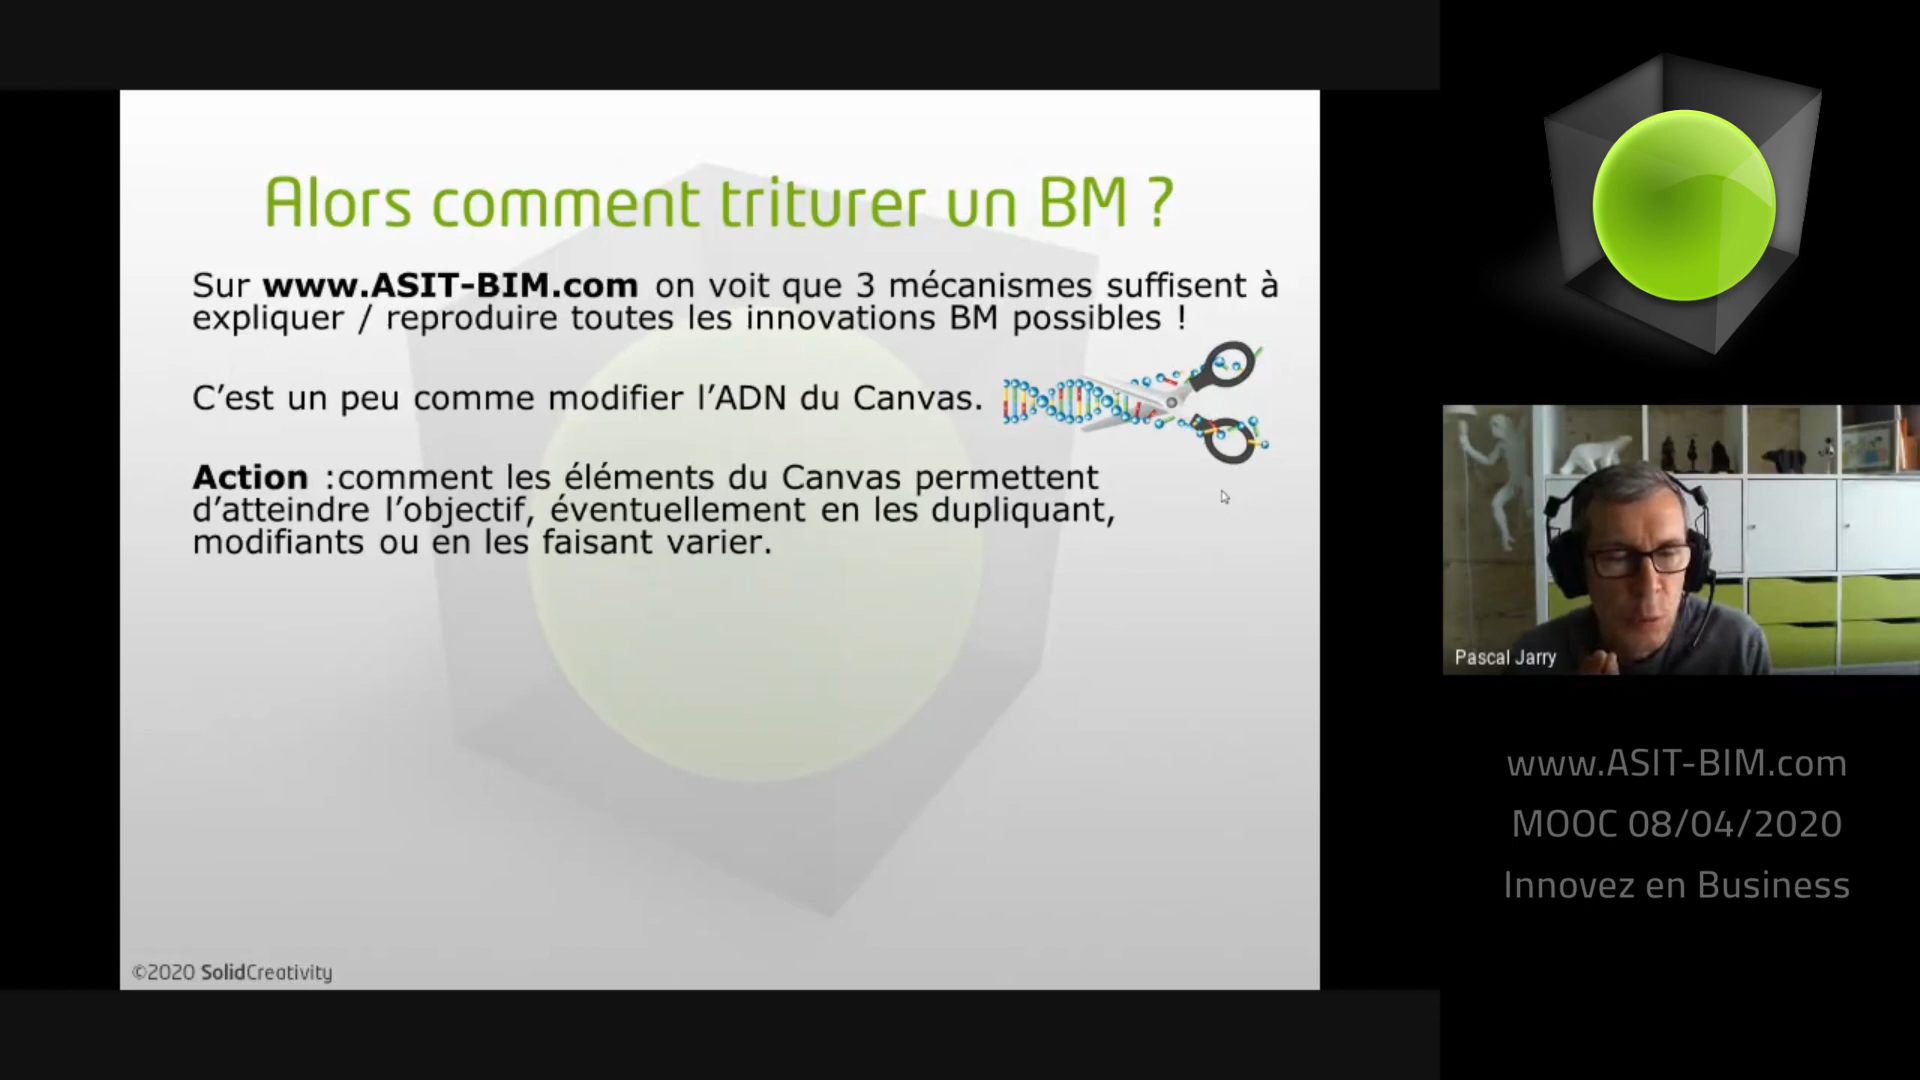 Alors comment triturer un BM ?
Sur www.ASIT-BIM.com on voit que 3 mécanismes suffisent à
expliquer / reproduire toutes les innovations BM possibles !
C’est un peu comme modifier l’ADN du Canvas.
Action :comment les éléments du Canvas permettent
d’atteindre l’objectif, éventuellement en les dupliquant,
modifiants ou en les faisant varier.
©2020 SolidCreativity
Pascal Jarry
www.ASIT-BIM.com
MOOC 08/04/2020
Innovez en Business